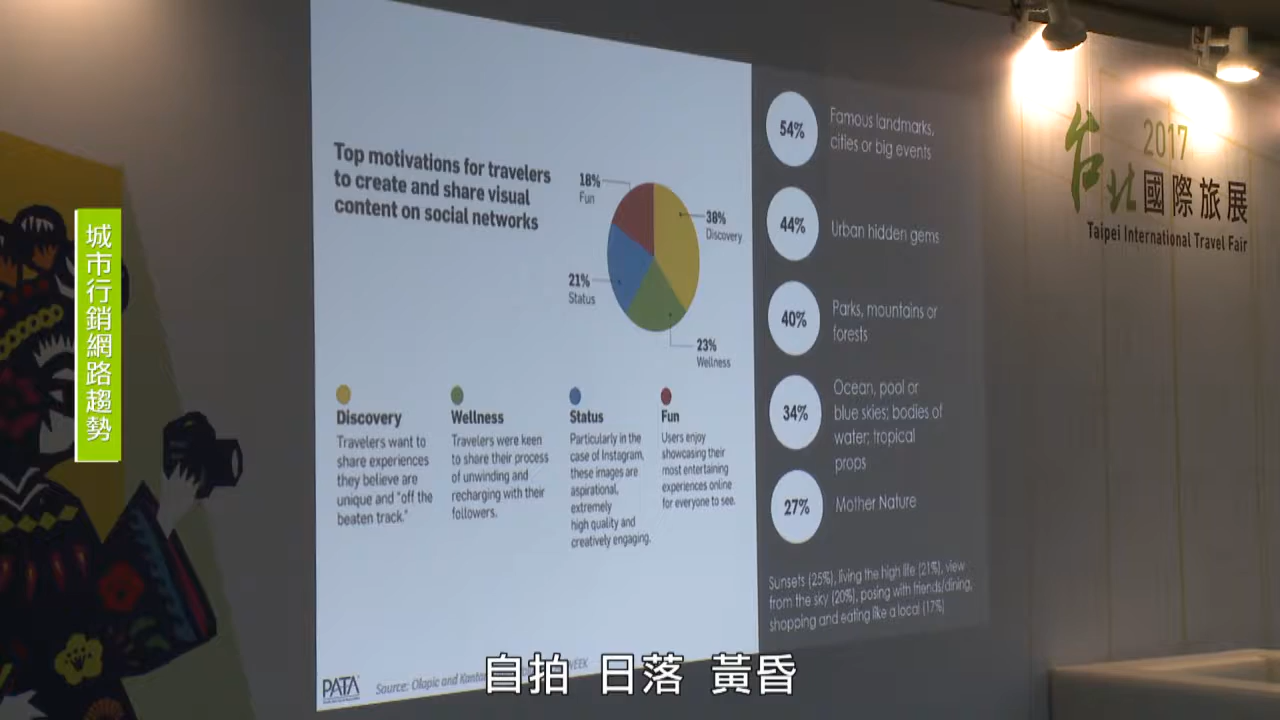 城市行銷網路趨勢
Top motivations for travelers
to create and share visual
content on social networks
18%
Fun
38%
Discovery
21%
Status
23%
Wellness
Discovery
Travelers want to
share experiences
they believe are
unique and "off the
beaten track."
Wellness
Travelers were keen
to share their process
of unwinding and
recharging with their
followers.
Status
Particularly in the
case of Instagram,
these images are
aspirational,
extremely
high quality and
creatively engaging.
Fun
Users enjoy
showcasing their
most entertaining
experiences online
for everyone to see.
PATA
Source: Olapic and
54%
Famous landmarks,
cities or big events
44%
Urban hidden gems
40%
Parks, mountains or
forests
34%
Ocean, pool or
blue skies; bodies of
water; tropical
props
27%
Mother Nature
Sunsets (25%), living the high life (21%), view
from the sky (20%), posing with friends/dining,
shopping and eating like a local (17%)
2017
台北國際旅展
Taipei International Travel Fair
自拍 日落 黃昏